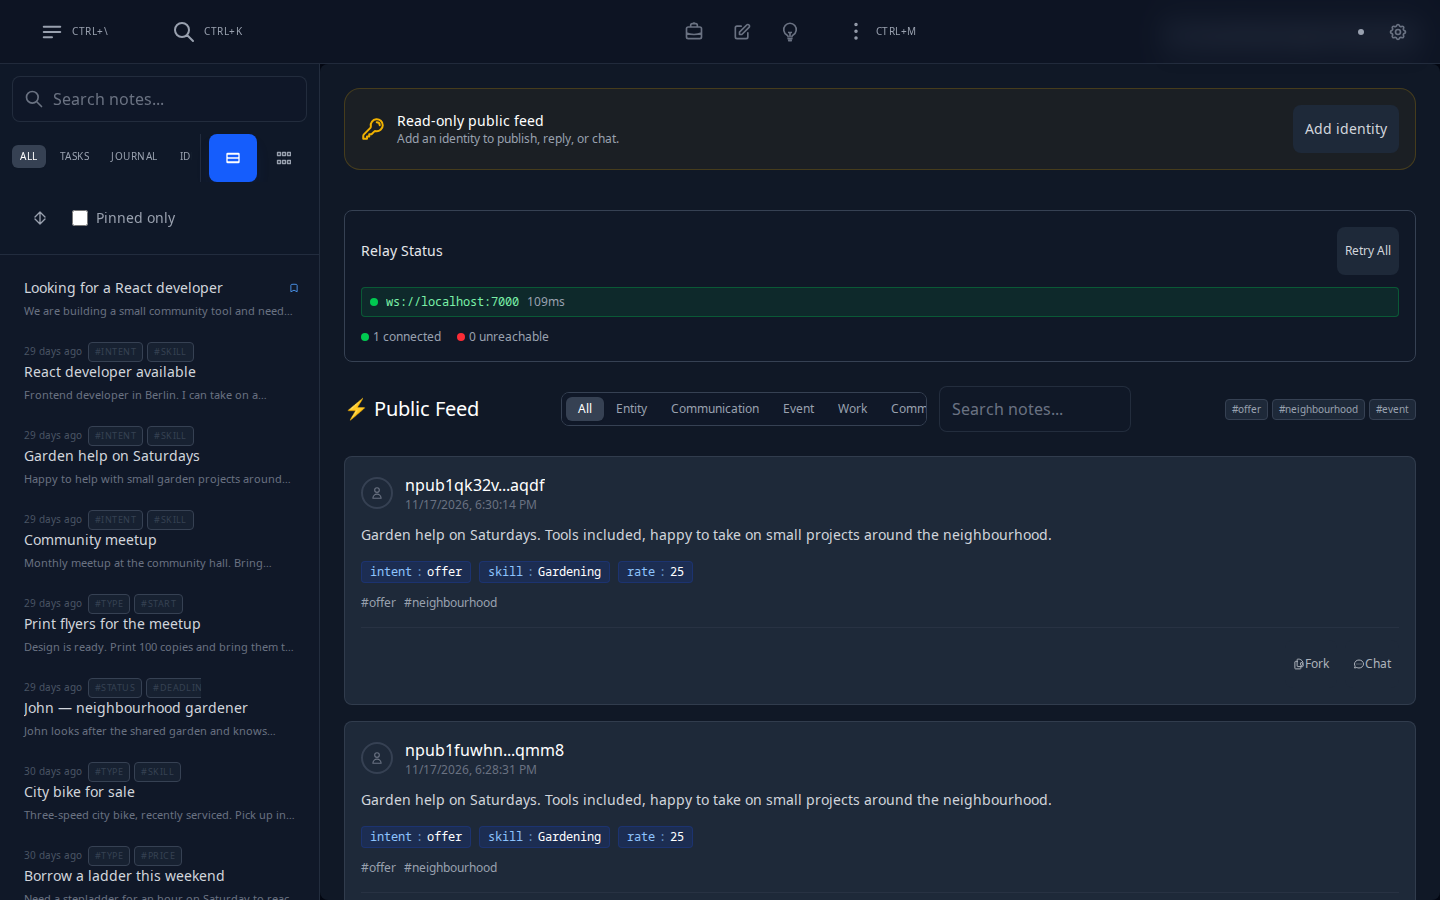 CTRL+\
CTRL+K
CTRL+M
Search notes...
ALL TASKS JOURNAL ID
Pinned only
Looking for a React developer
We are building a small community tool and need...
29 days ago #INTENT #SKILL
React developer available
Frontend developer in Berlin. I can take on a...
29 days ago #INTENT #SKILL
Garden help on Saturdays
Happy to help with small garden projects around...
29 days ago #INTENT #SKILL
Community meetup
Monthly meetup at the community hall. Bring...
29 days ago #TYPE #START
Print flyers for the meetup
Design is ready. Print 100 copies and bring them t...
29 days ago #STATUS #DEADLIN
John — neighbourhood gardener
John looks after the shared garden and knows...
30 days ago #TYPE #SKILL
City bike for sale
Three-speed city bike, recently serviced. Pick up in...
30 days ago #TYPE #PRICE
Borrow a ladder this weekend
Need a stepladder for an hour on Saturday to reac...
Read-only public feed
Add an identity to publish, reply, or chat.
Add identity
Relay Status
Retry All
ws://localhost:7000 109ms
1 connected 0 unreachable
⚡ Public Feed
All Entity Communication Event Work Comm
Search notes...
#offer #neighbourhood #event
npub1qk32v...aqdf
11/17/2026, 6:30:14 PM
Garden help on Saturdays. Tools included, happy to take on small projects around the neighbourhood.
intent : offer skill : Gardening rate : 25
#offer #neighbourhood
Fork Chat
npub1fuwhn...qmm8
11/17/2026, 6:28:31 PM
Garden help on Saturdays. Tools included, happy to take on small projects around the neighbourhood.
intent : offer skill : Gardening rate : 25
#offer #neighbourhood